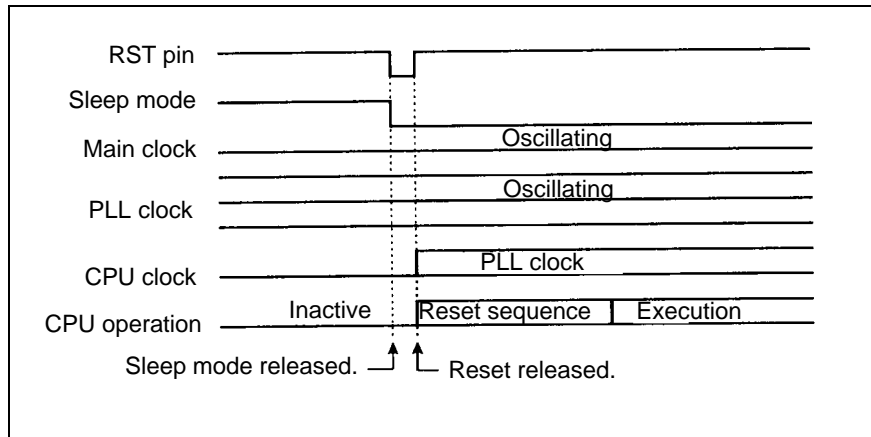 RST pin
Sleep mode
Main clock
Oscillating
PLL clock
Oscillating
CPU clock
PLL clock
CPU operation
Inactive
Reset sequence
Execution
Sleep mode released.
Reset released.